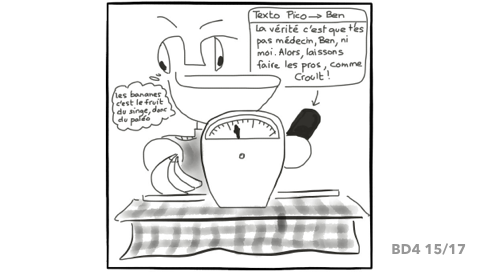 Texto Pico → Ben
La vérité c'est que t'es
pas médecin, Ben, ni
moi. Alors, laissons
faire les pros, comme
Croult!
les bananes
c'est le fruit
du singe, donc
du paléo
BD4 15/17